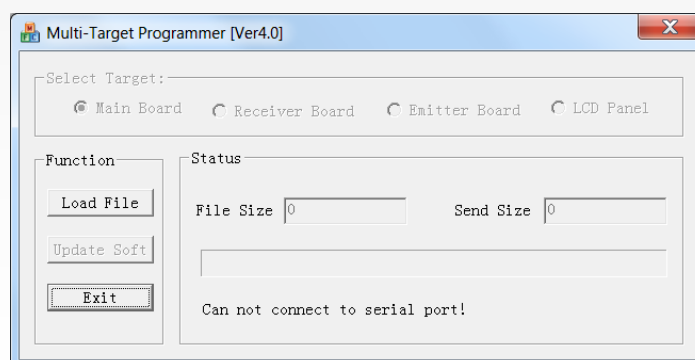 Multi-Target Programmer [Ver4.0]
Select Target:
Main Board Receiver Board Emitter Board LCD Panel
Function
Status
Load File
File Size 0 Send Size 0
Update Soft
Exit
Can not connect to serial port!